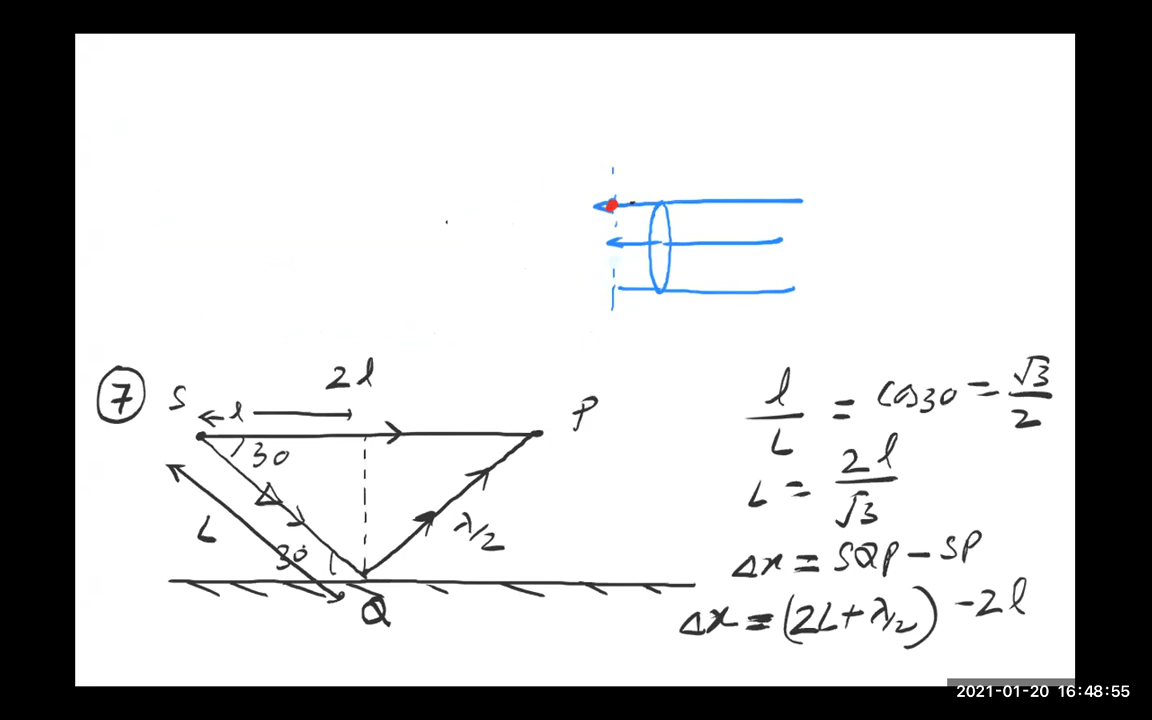 2l
7 S l P
30
L 30 λ/2
Q
l/L = cos30 = √3/2
L = 2l/√3
Δx = SQP - SP
Δx = (2L + λ/2) - 2l
2021-01-20 16:48:55